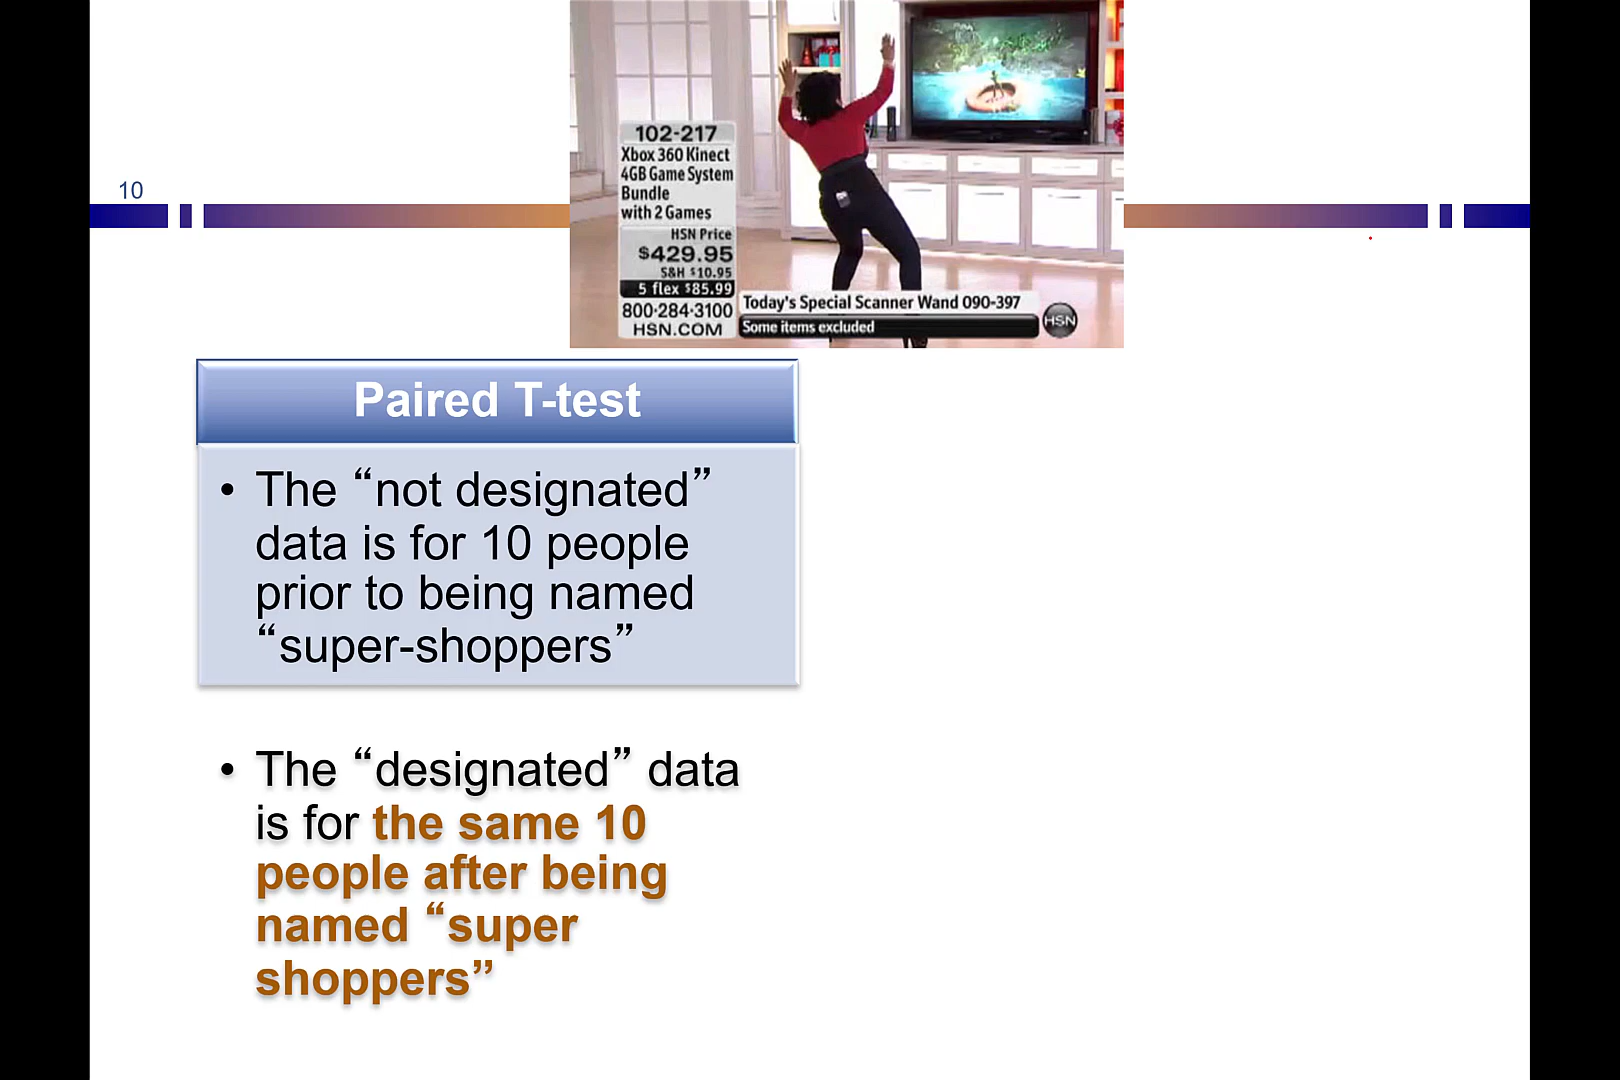 10
102-217
Xbox 360 Kinect
4GB Game System
Bundle
with 2 Games
HSN Price
$429.95
S&H $10.95
5 flex $85.99
800-284-3100
HSN.COM
Today's Special Scanner Wand 090-397
Some items excluded
HSN
Paired T-test
• The “not designated”
data is for 10 people
prior to being named
“super-shoppers”
• The “designated” data
is for the same 10
people after being
named “super
shoppers”